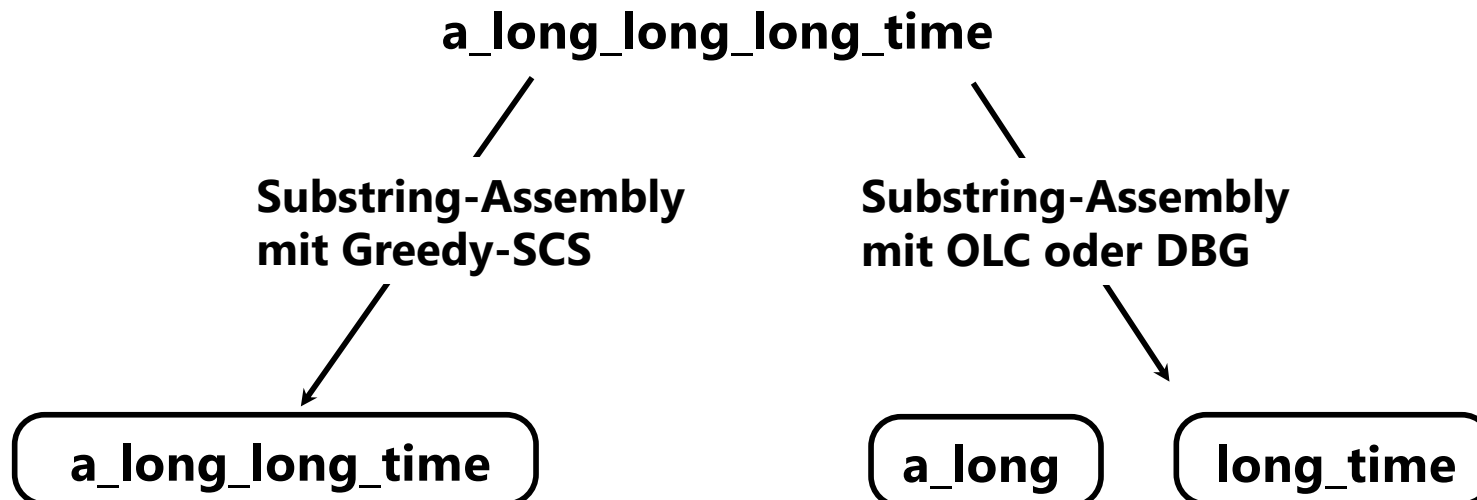 a_long_long_long_time
Substring-Assembly
mit Greedy-SCS
Substring-Assembly
mit OLC oder DBG
a_long_long_time
a_long
long_time